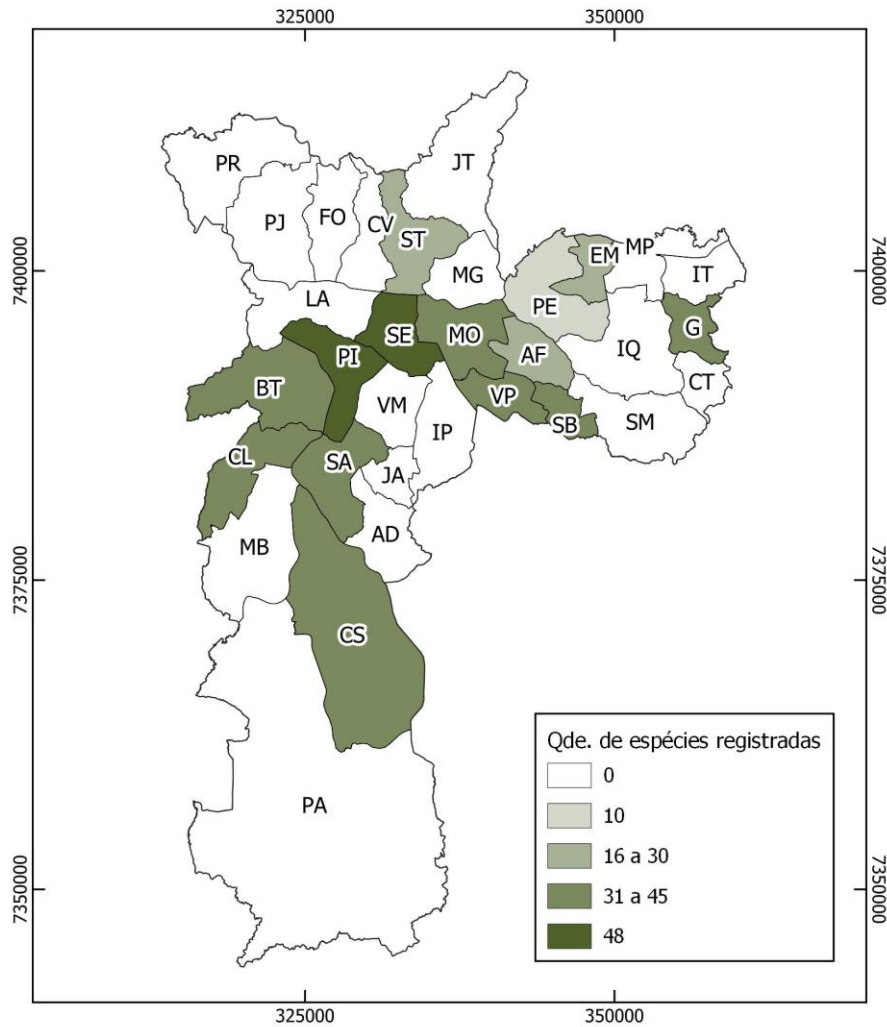 325000 350000
PR
JT
PJ
FO
CV
ST
MG
EM
MP
IT
7400000 7400000
LA
PE
G
SE
MO
IQ
PI
AF
CT
BT
VM
VP
SB
SM
IP
CL
SA
JA
AD
MB
7375000 7375000
CS
PA
Qde. de espécies registradas
0
10
16 a 30
31 a 45
48
7350000 7350000
325000 350000